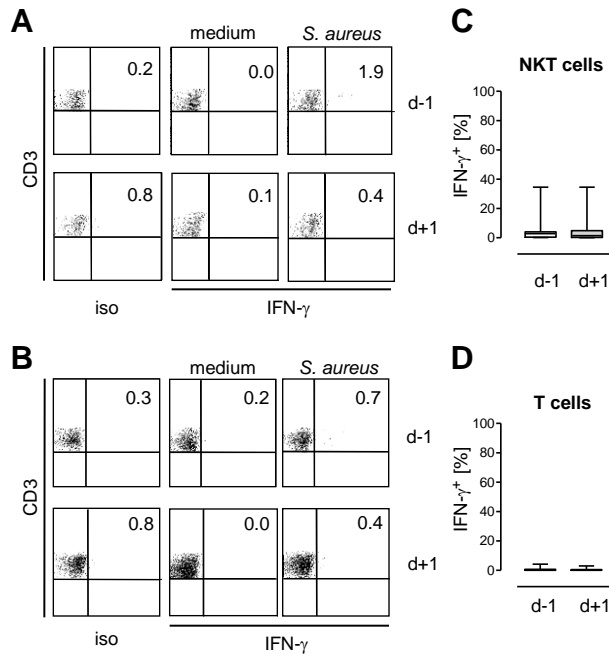 A
medium
S. aureus
0.2
0.0
1.9
d-1
CD3
0.8
0.1
0.4
d+1
iso
IFN-γ
B
medium
S. aureus
0.3
0.2
0.7
d-1
CD3
0.8
0.0
0.4
d+1
iso
IFN-γ
C
NKT cells
IFN-γ+ [%]
100
80
60
40
20
0
d-1
d+1
D
T cells
IFN-γ+ [%]
100
80
60
40
20
0
d-1
d+1